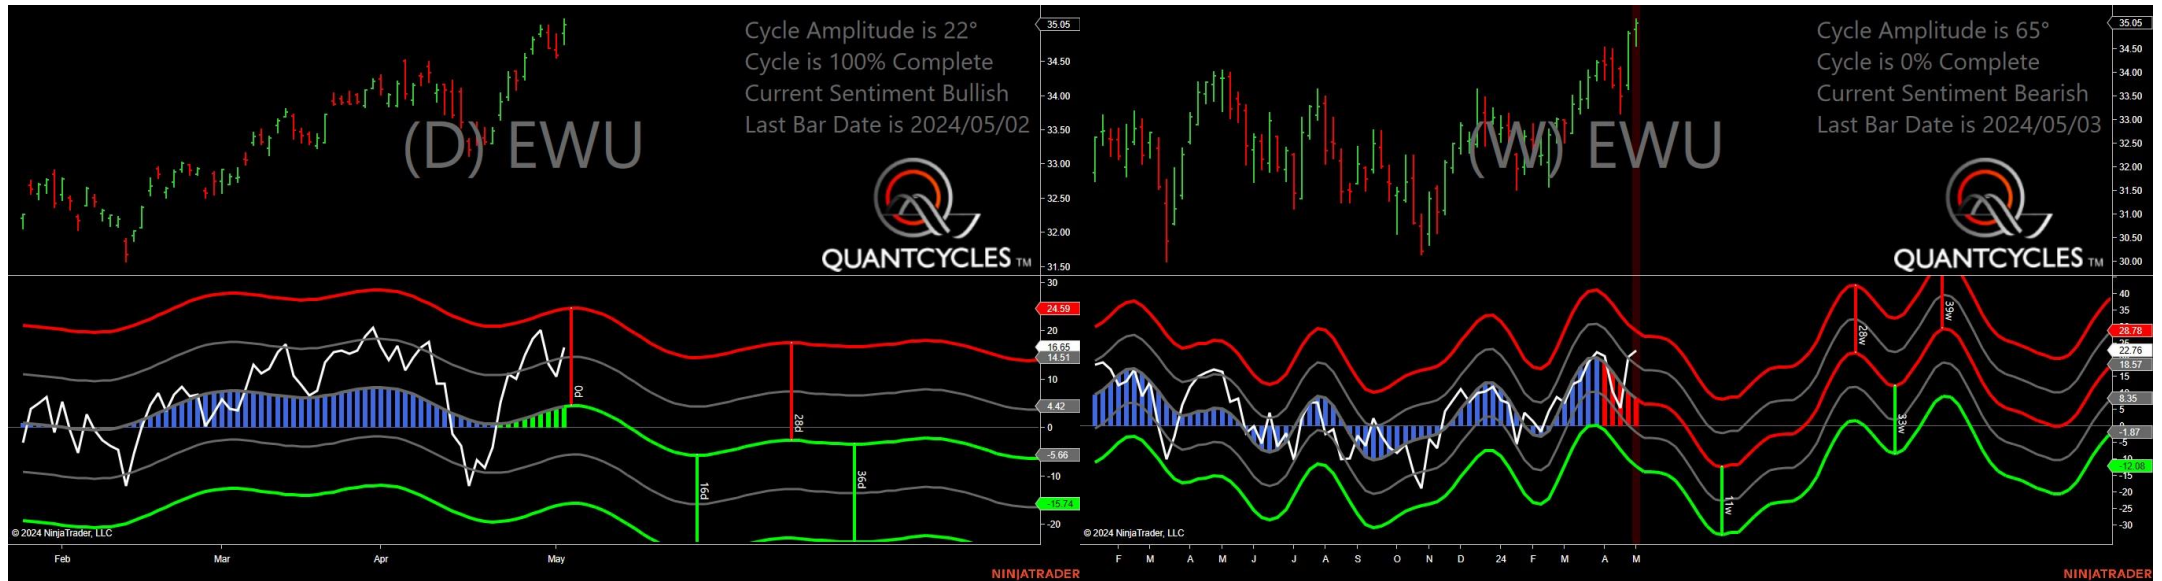 Cycle Amplitude is 22°
Cycle is 100% Complete
Current Sentiment Bullish
Last Bar Date is 2024/05/02
(D) EWU
QUANTCYCLES TM
35.05
34.50
34.00
33.50
33.00
32.50
32.00
31.50
30
24.59
20
16.65
14.51
10
4.42
0
-5.66
-10
-15.74
-20
0d
16d
28d
36d
© 2024 NinjaTrader, LLC
Feb Mar Apr May
NINJATRADER
Cycle Amplitude is 65°
Cycle is 0% Complete
Current Sentiment Bearish
Last Bar Date is 2024/05/03
(W) EWU
QUANTCYCLES TM
35.05
34.50
34.00
33.50
33.00
32.50
32.00
31.50
31.00
30.50
30.00
40
35
28.78
22.76
18.57
15
8.35
5
0
-1.87
-5
-12.08
-15
-20
-25
-30
11w
28w
33w
39w
© 2024 NinjaTrader, LLC
F M A M J J A S O N D 24 F M A M
NINJATRADER